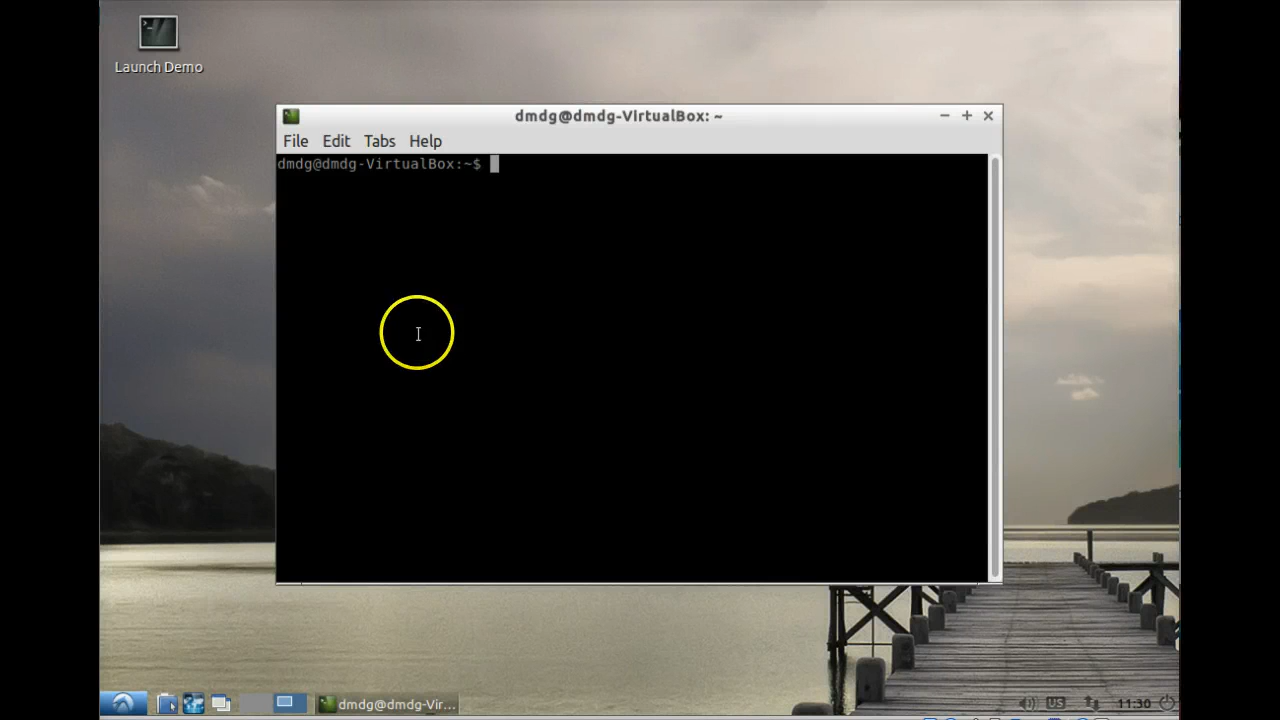 Launch Demo
dmdg@dmdg-VirtualBox: ~
File Edit Tabs Help
dmdg@dmdg-VirtualBox:~$
dmdg@dmdg-Vir...
US
11:30